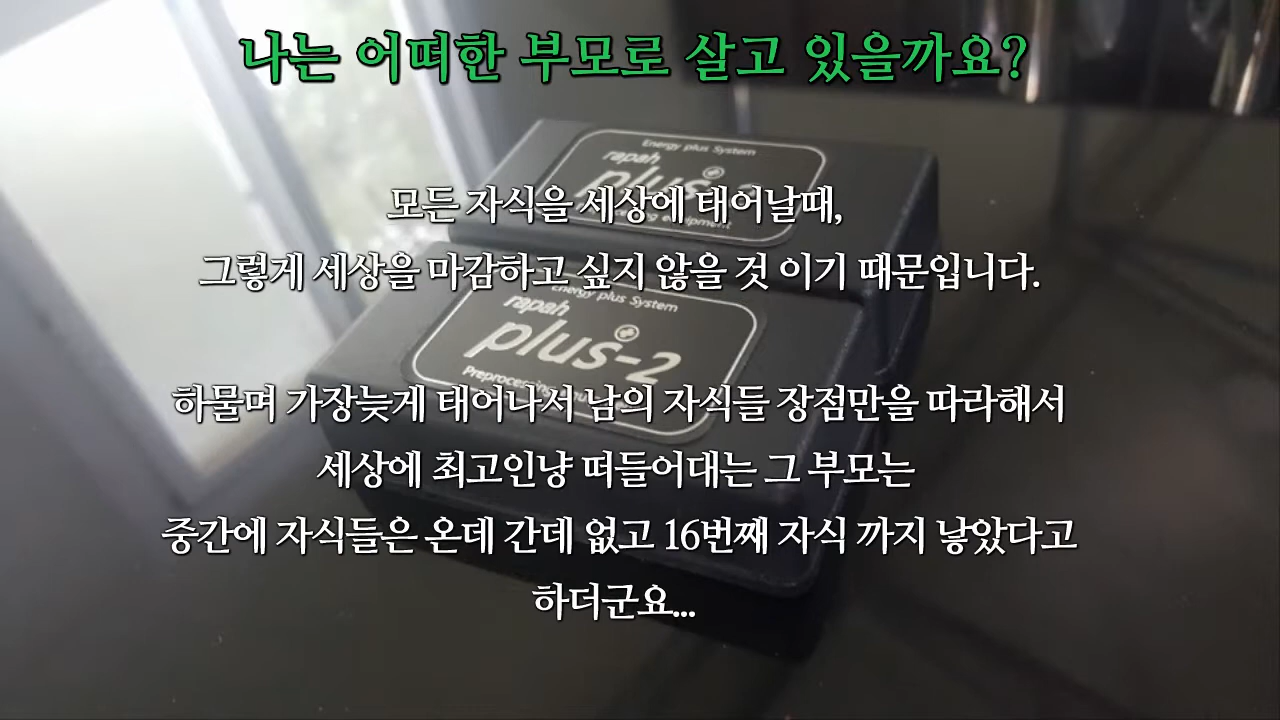 나는 어떠한 부모로 살고 있을까요?
Energy plus System
rapah
모든 자식을 세상에 태어날때,
그렇게 세상을 마감하고 싶지 않을 것 이기 때문입니다.
Energy plus System
rapah
plus-2
하물며 가장늦게 태어나서 남의 자식들 장점만을 따라해서
세상에 최고인냥 떠들어대는 그 부모는
중간에 자식들은 온데 간데 없고 16번째 자식 까지 낳았다고
하더군요...